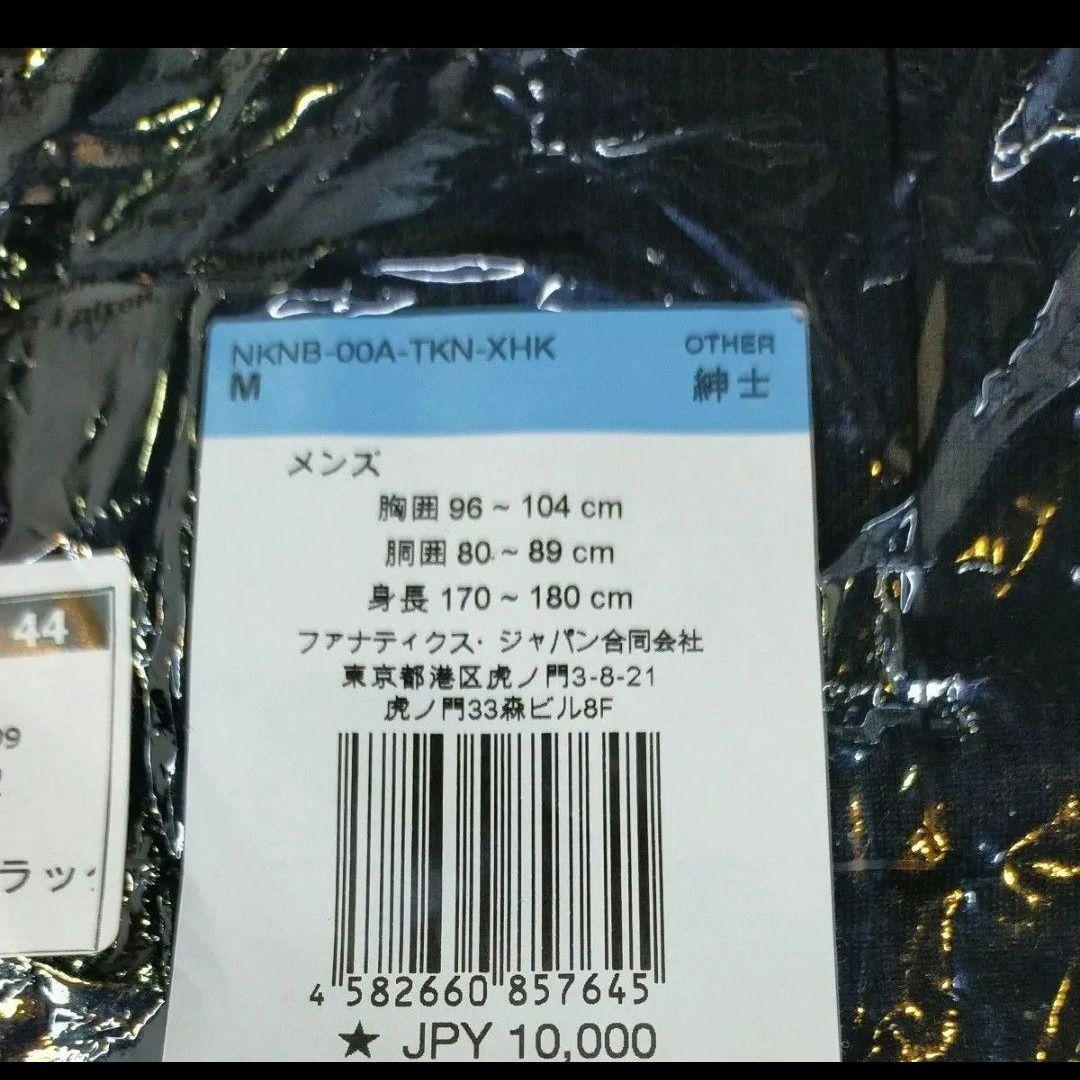 NKNB-00A-TKN-XHK
OTHER
M
紳士
メンズ
胸囲 96 ~ 104 cm
胴囲 80 ~ 89 cm
身長 170 ~ 180 cm
ファナティクス・ジャパン合同会社
東京都港区虎ノ門3-8-21
虎ノ門33森ビル8F
4 582660 857645
★ JPY 10,000
44
ラッ